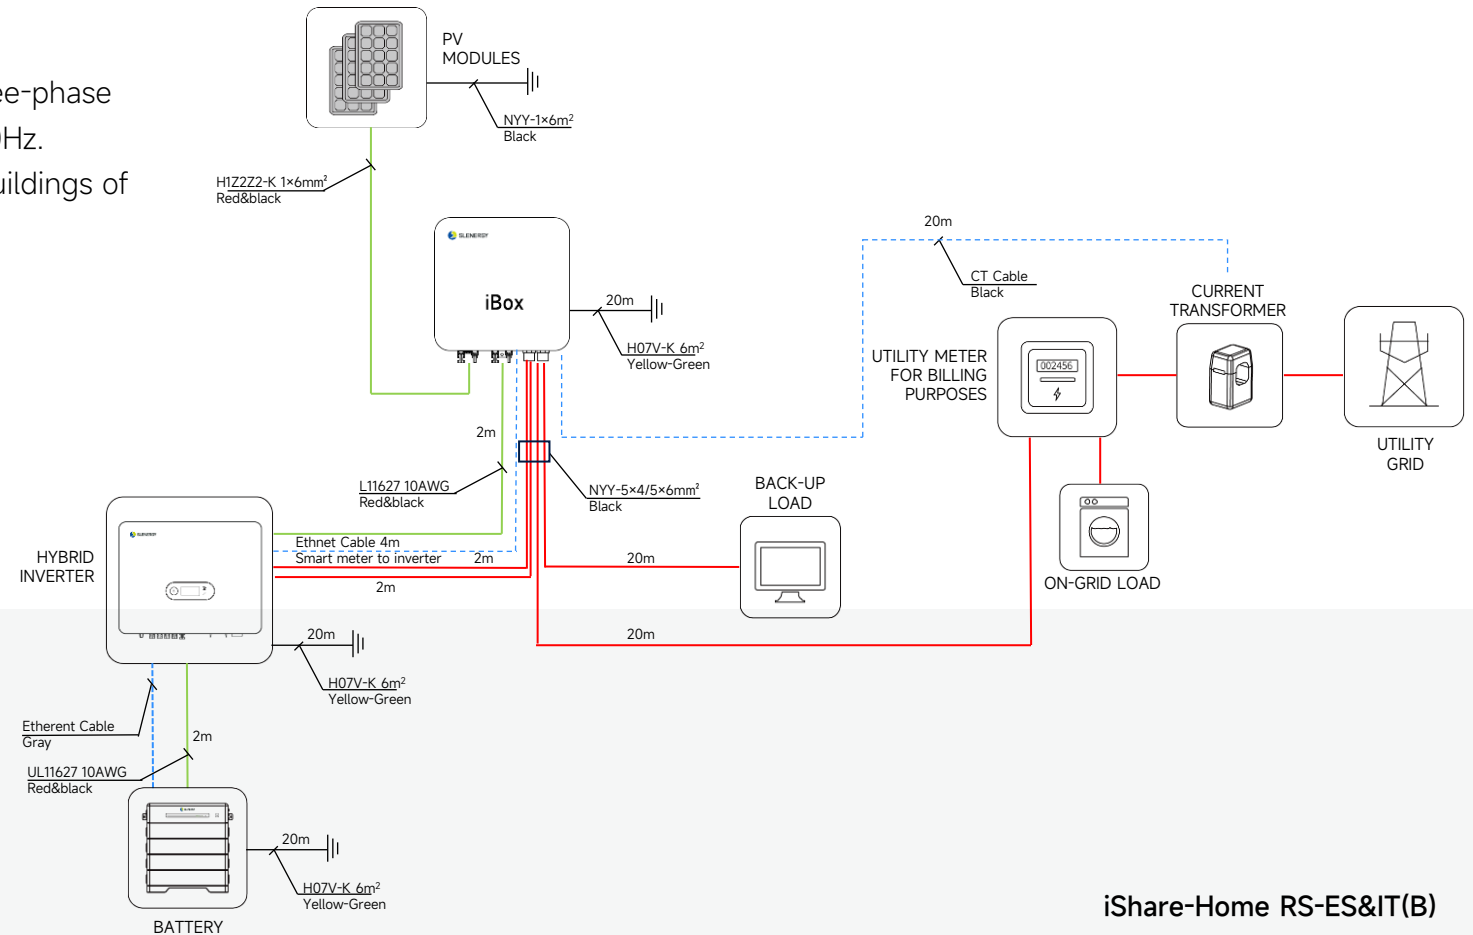 ee-phase
0Hz.
uildings of
PV
MODULES
NYY-1×6m²
Black
H1Z2Z2-K 1×6mm²
Red&black
SLENERGY
iBox
20m
H07V-K 6m²
Yellow-Green
20m
CT Cable
Black
CURRENT
TRANSFORMER
UTILITY METER
FOR BILLING
PURPOSES
002456
UTILITY
GRID
2m
L11627 10AWG
Red&black
NYY-5×4/5×6mm²
Black
BACK-UP
LOAD
ON-GRID LOAD
HYBRID
INVERTER
SLENERGY
Ethnet Cable 4m
Smart meter to inverter
2m
2m
20m
20m
20m
H07V-K 6m²
Yellow-Green
Etherent Cable
Gray
2m
UL11627 10AWG
Red&black
20m
H07V-K 6m²
Yellow-Green
BATTERY
iShare-Home RS-ES&IT(B)